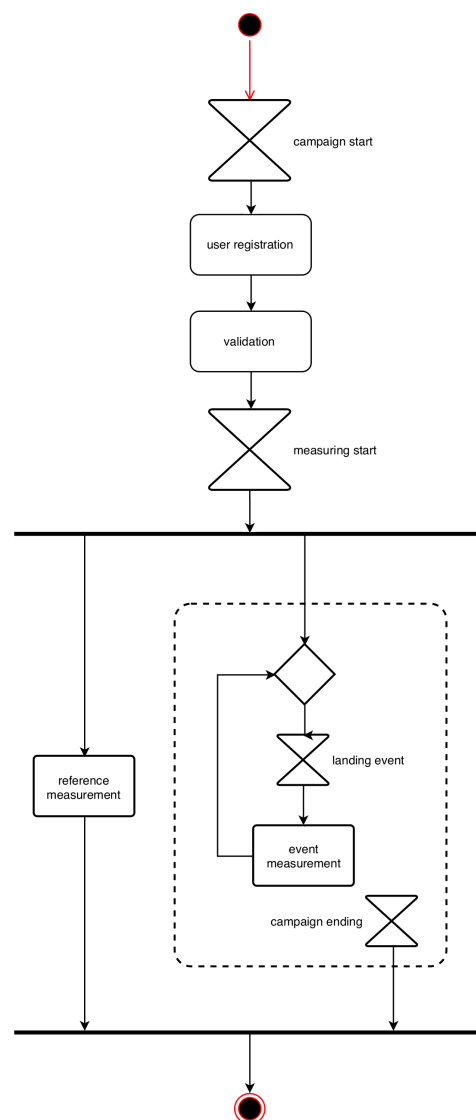 campaign start
user registration
validation
measuring start
reference
measurement
landing event
event
measurement
campaign ending